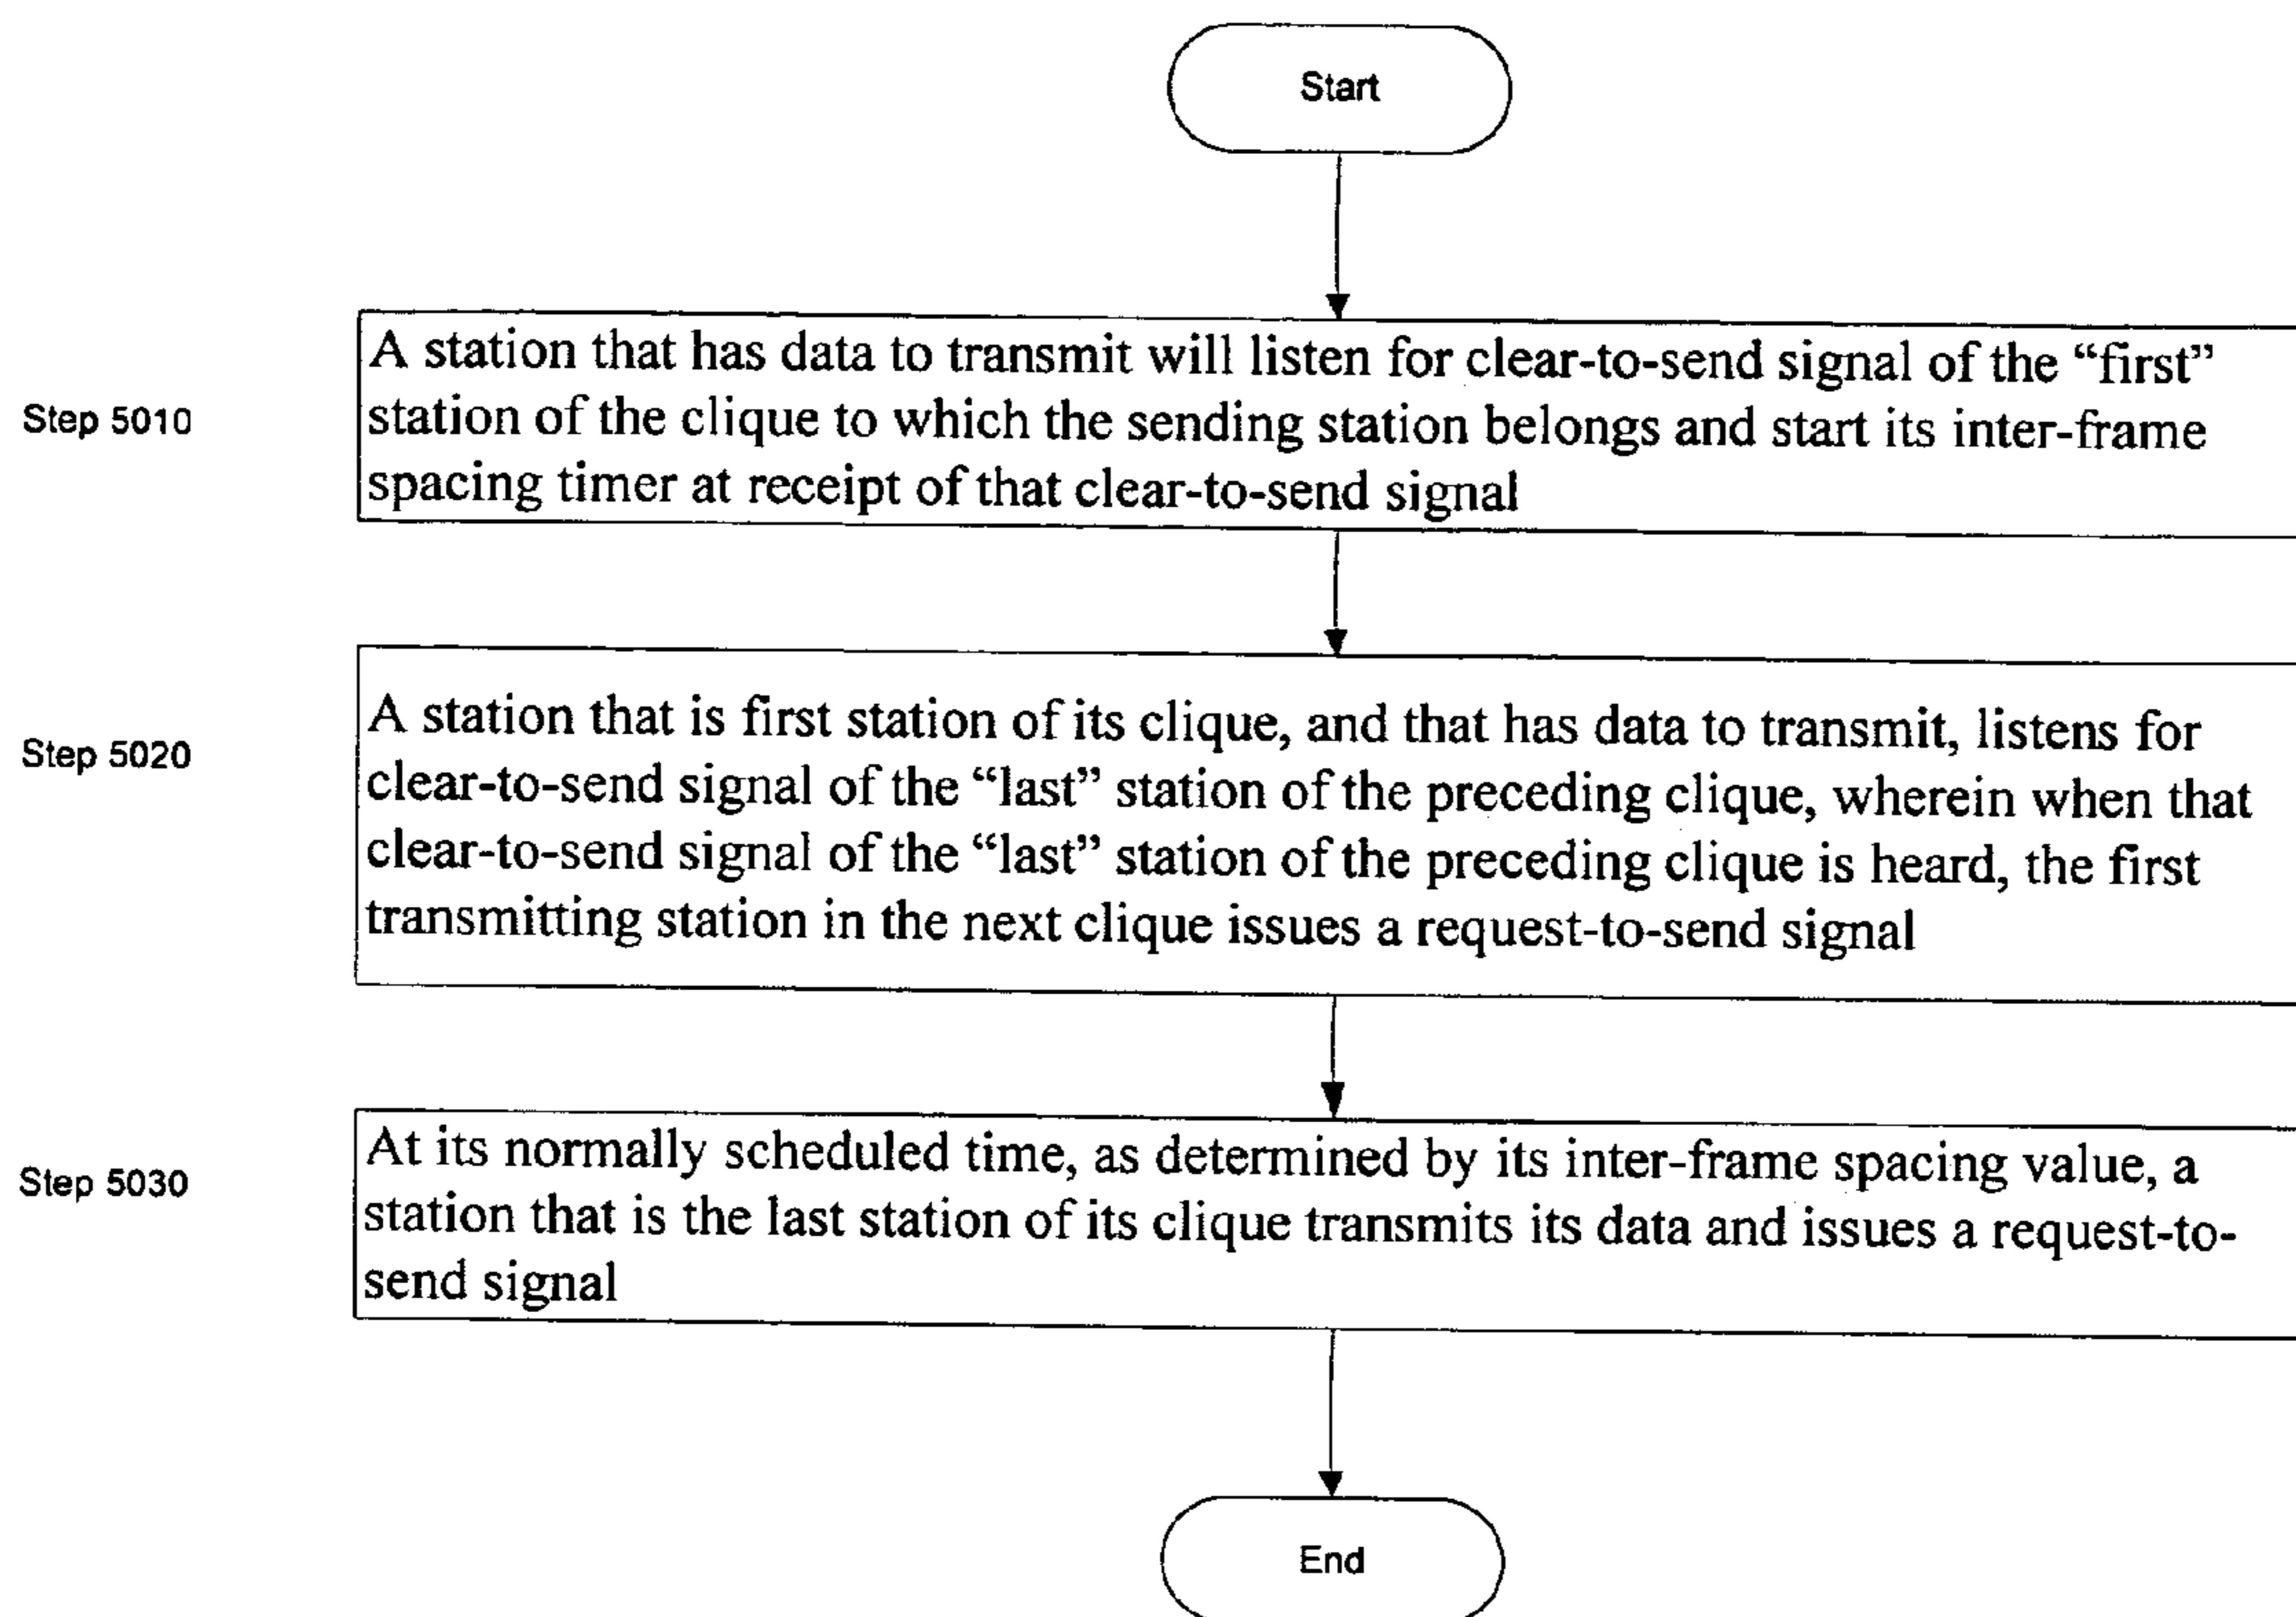 Start
Step 5010
A station that has data to transmit will listen for clear-to-send signal of the “first”
station of the clique to which the sending station belongs and start its inter-frame
spacing timer at receipt of that clear-to-send signal
Step 5020
A station that is first station of its clique, and that has data to transmit, listens for
clear-to-send signal of the “last” station of the preceding clique, wherein when that
clear-to-send signal of the “last” station of the preceding clique is heard, the first
transmitting station in the next clique issues a request-to-send signal
Step 5030
At its normally scheduled time, as determined by its inter-frame spacing value, a
station that is the last station of its clique transmits its data and issues a request-to-
send signal
End